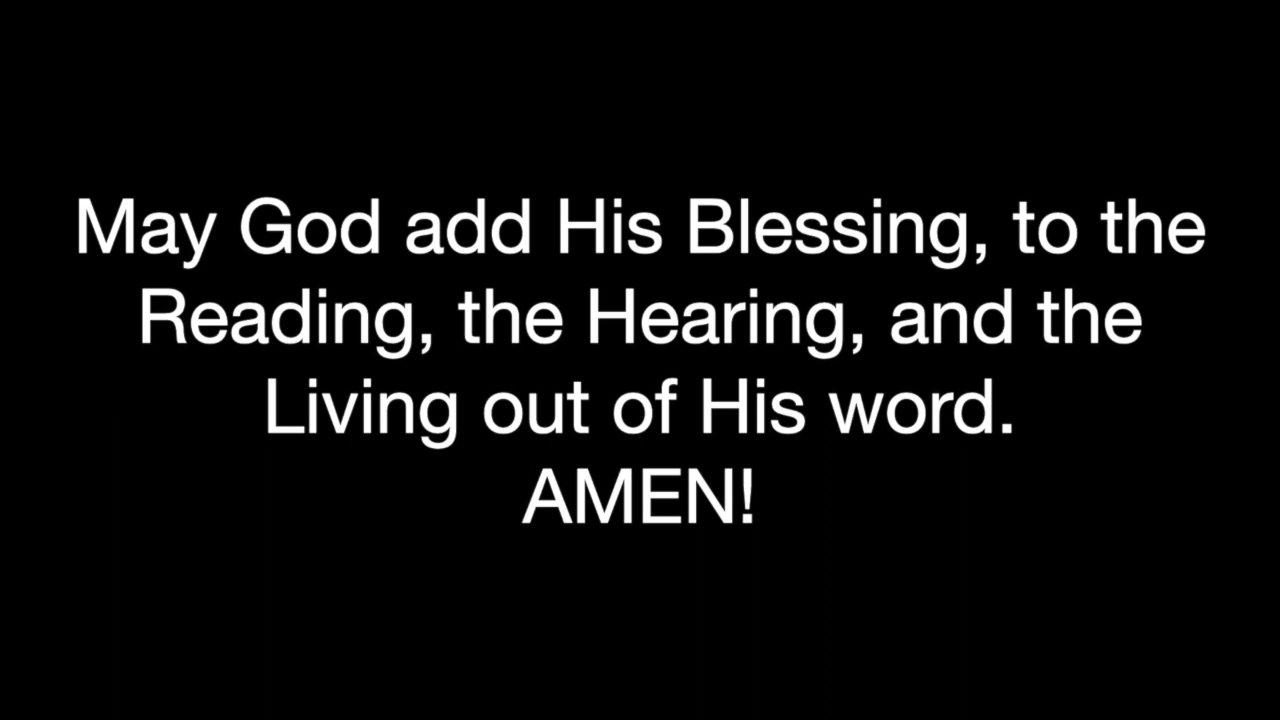 May God add His Blessing, to the
Reading, the Hearing, and the
Living out of His word.
AMEN!